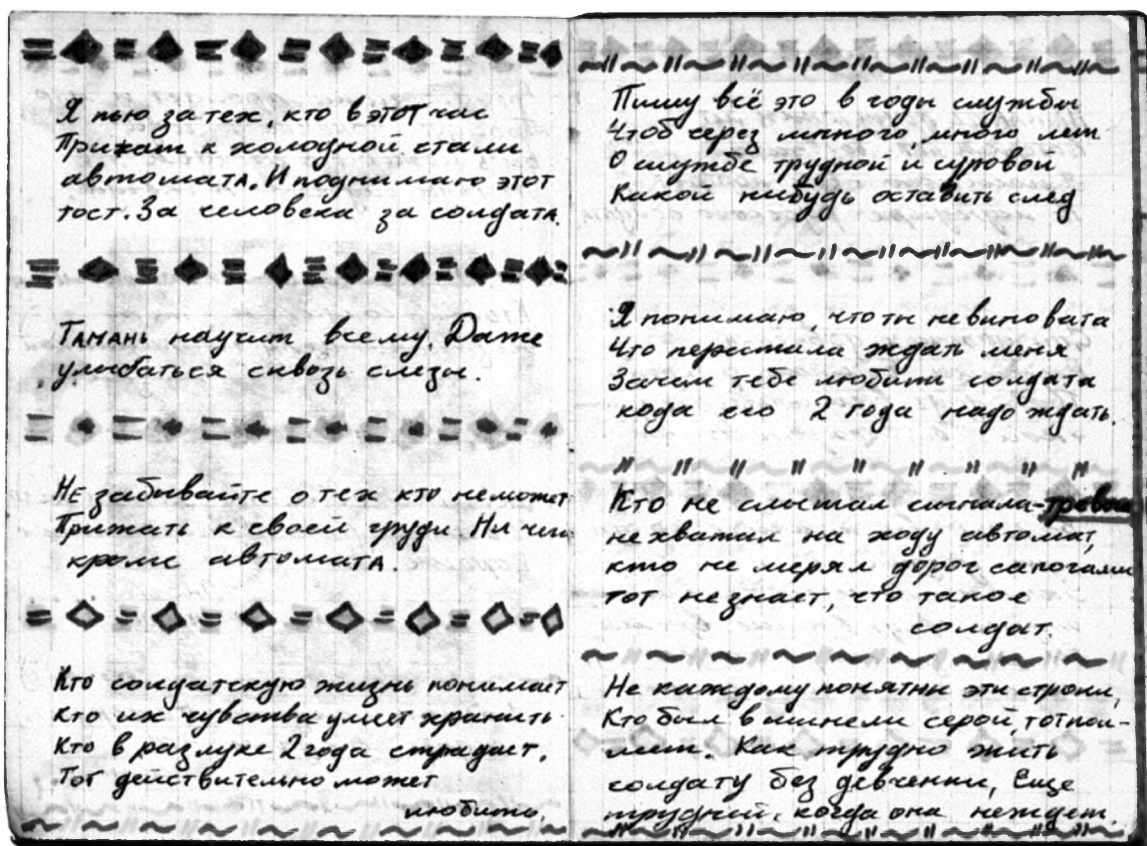 Я пью за тех, кто в этот час
Прижат к холодной стали
автомата. И поднимаю этот
тост. За человека за солдата.
Тамань научит всему. Даже
улыбаться сквозь слезы.
Не забывайте о тех кто неможет
Прижать к своей груди. Ни чего
кроме автомата.
Кто солдатскую жизнь понимает
Кто их чувства умеет хранить
Кто в разлуке 2 года страдает,
Тот действительно может
любить.
Пишу всё это в годы службы
Чтоб через много много лет
О службе трудной и суровой
Какой нибудь оставить след
Я понимаю, что ты не виновата
Что перестала ждать меня
Зачем тебе любить солдата
кода его 2 года надо ждать.
Кто не слышал сигнала-тревога
не хватал на ходу автомат,
кто не мерял дорог сапогами
тот не знает, что такое
солдат.
Не каждому понятны эти строки,
Кто был в шинели серой, тот пой-
мет. Как трудно жить
солдату без девченки, Еще
трудней, когда она неждет.